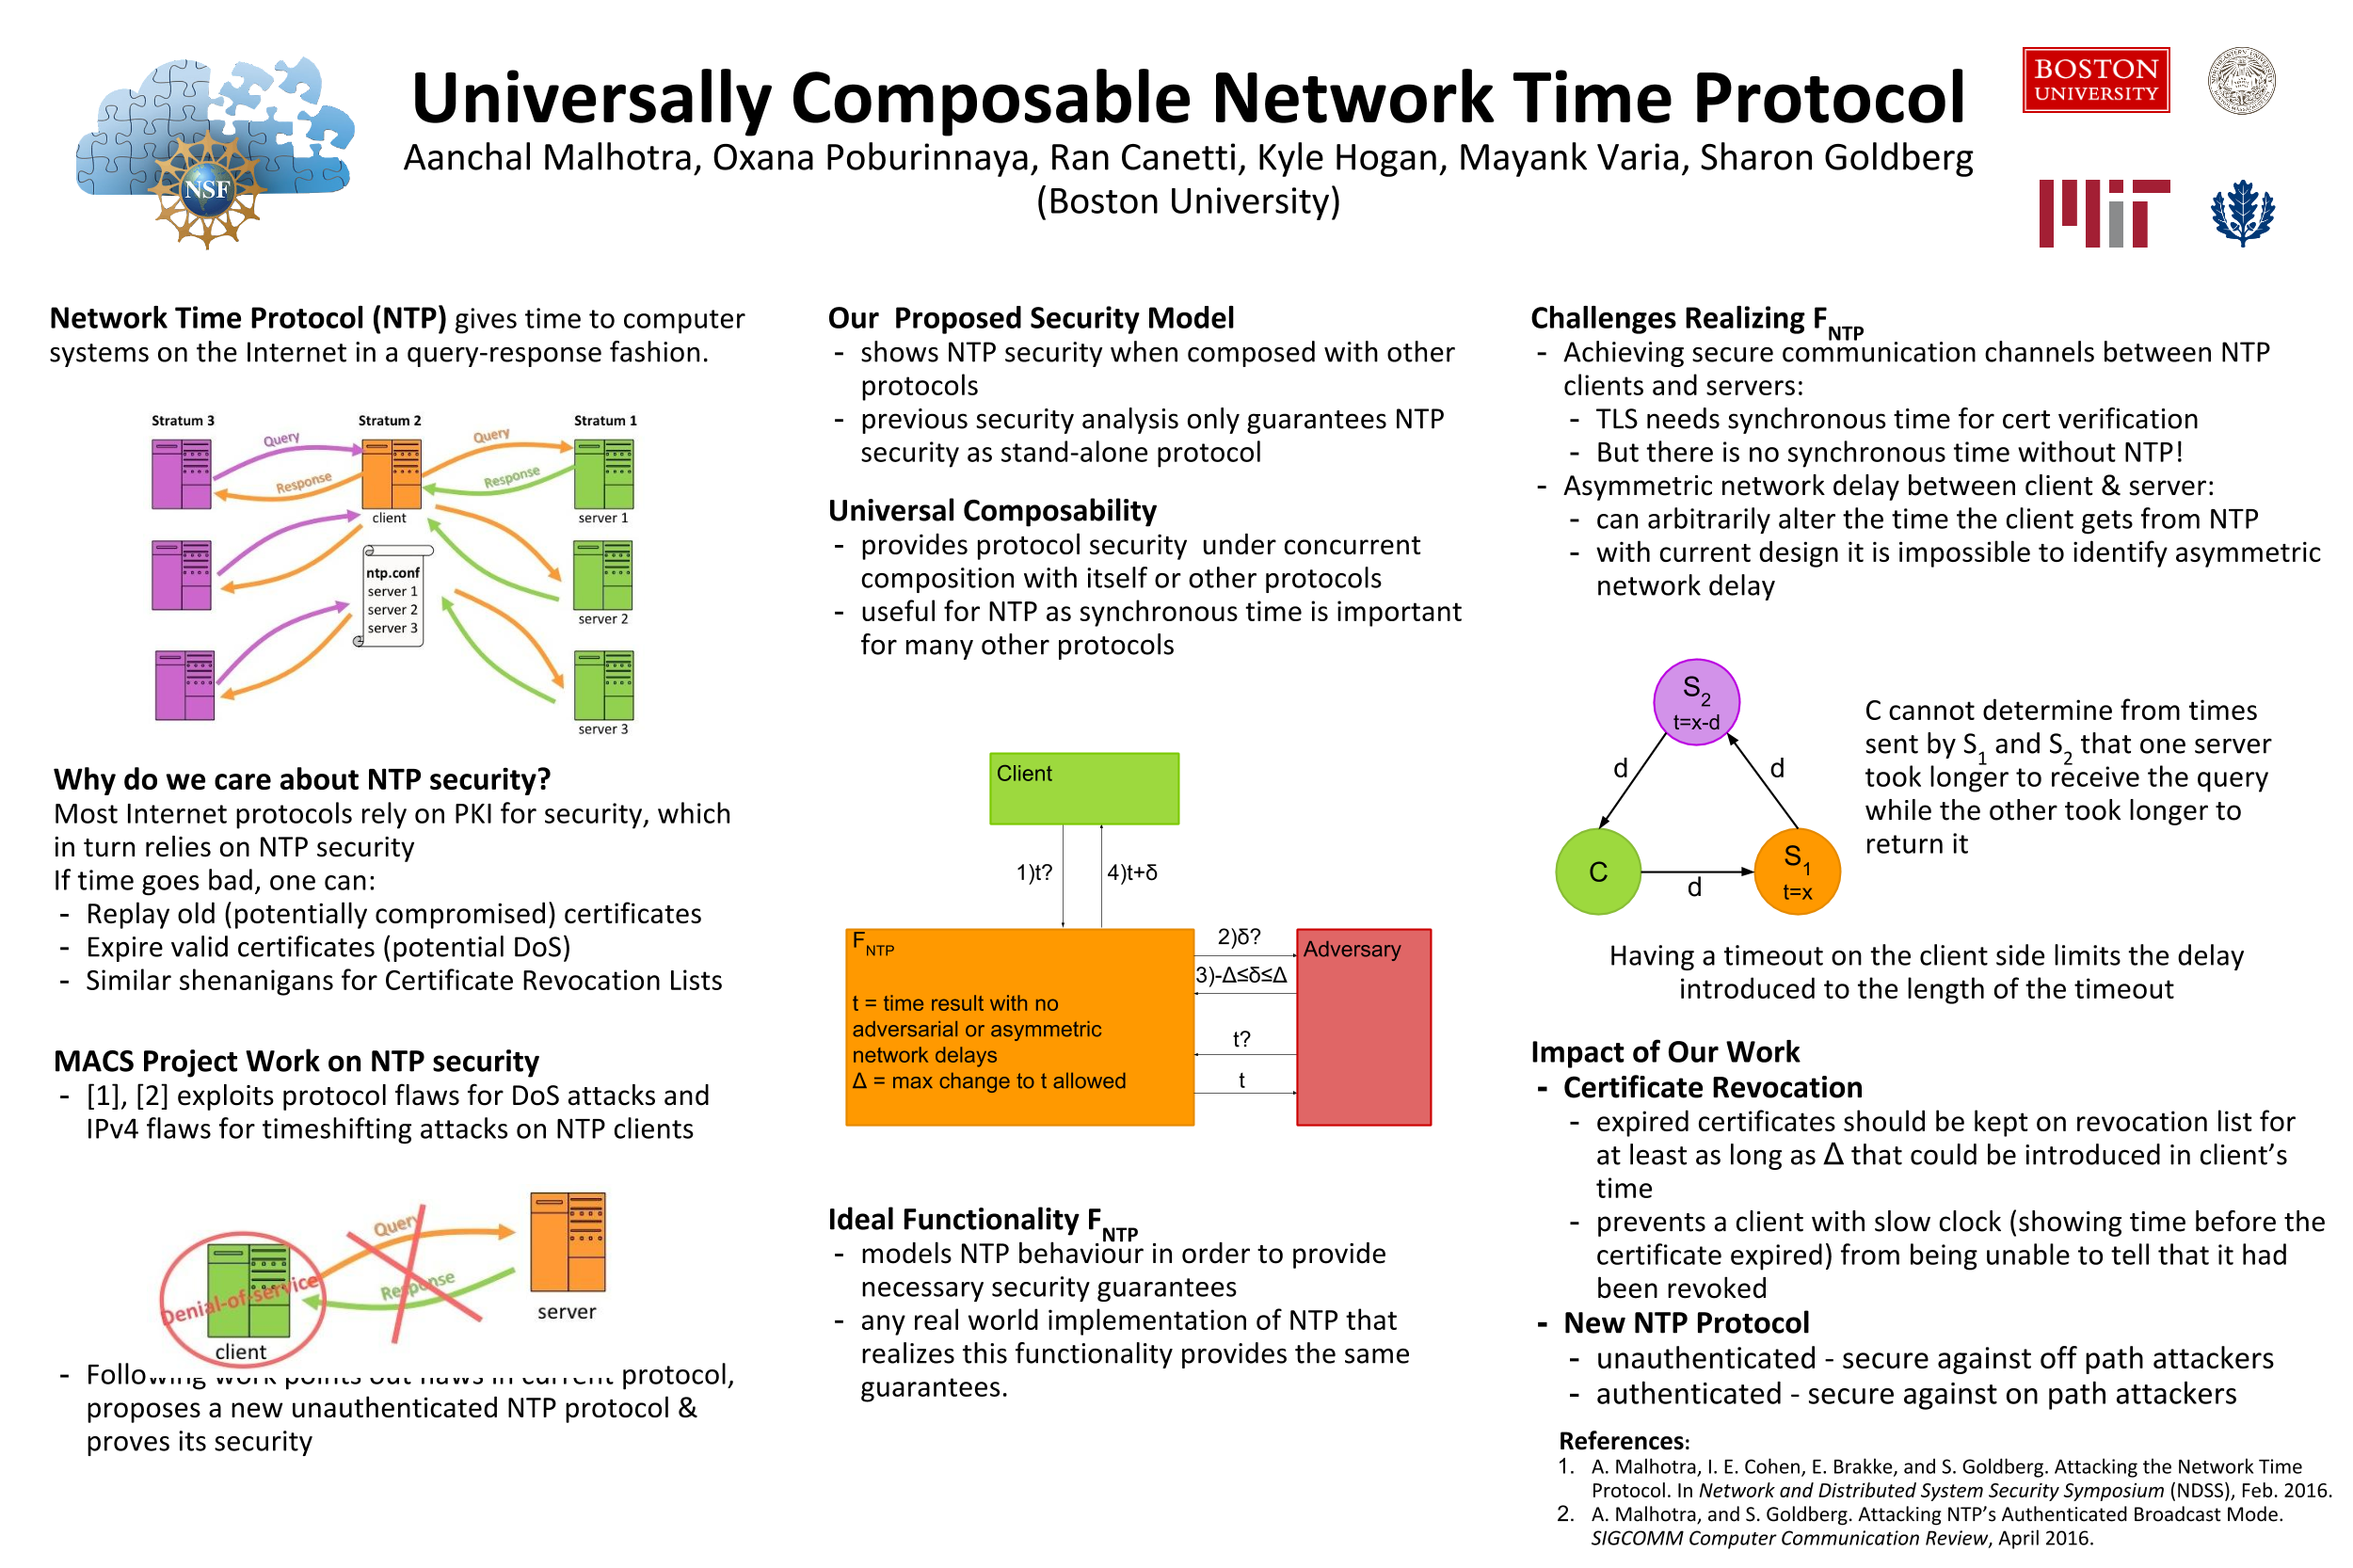 Universally Composable Network Time Protocol
Aanchal Malhotra, Oxana Poburinnaya, Ran Canetti, Kyle Hogan, Mayank Varia, Sharon Goldberg
(Boston University)
NSF
BOSTON
UNIVERSITY
MIT
Network Time Protocol (NTP) gives time to computer
systems on the Internet in a query-response fashion.
Stratum 3
Stratum 2
Stratum 1
Query
Query
Response
Response
client
server 1
ntp.conf
server 1
server 2
server 3
server 2
server 3
Why do we care about NTP security?
Most Internet protocols rely on PKI for security, which
in turn relies on NTP security
If time goes bad, one can:
- Replay old (potentially compromised) certificates
- Expire valid certificates (potential DoS)
- Similar shenanigans for Certificate Revocation Lists
MACS Project Work on NTP security
- [1], [2] exploits protocol flaws for DoS attacks and
IPv4 flaws for timeshifting attacks on NTP clients
Query
Response
Denial-of-service
server
client
- Following work points out flaws in current protocol,
proposes a new unauthenticated NTP protocol &
proves its security
Our Proposed Security Model
- shows NTP security when composed with other
protocols
- previous security analysis only guarantees NTP
security as stand-alone protocol
Universal Composability
- provides protocol security under concurrent
composition with itself or other protocols
- useful for NTP as synchronous time is important
for many other protocols
Client
1)t?
4)t+δ
FNTP
2)δ?
Adversary
3)-Δ≤δ≤Δ
t = time result with no
adversarial or asymmetric
network delays
Δ = max change to t allowed
t?
t
Ideal Functionality FNTP
- models NTP behaviour in order to provide
necessary security guarantees
- any real world implementation of NTP that
realizes this functionality provides the same
guarantees.
Challenges Realizing FNTP
- Achieving secure communication channels between NTP
clients and servers:
- TLS needs synchronous time for cert verification
- But there is no synchronous time without NTP!
- Asymmetric network delay between client & server:
- can arbitrarily alter the time the client gets from NTP
- with current design it is impossible to identify asymmetric
network delay
S2
t=x-d
d
d
C
d
S1
t=x
C cannot determine from times
sent by S1 and S2 that one server
took longer to receive the query
while the other took longer to
return it
Having a timeout on the client side limits the delay
introduced to the length of the timeout
Impact of Our Work
- Certificate Revocation
- expired certificates should be kept on revocation list for
at least as long as Δ that could be introduced in client's
time
- prevents a client with slow clock (showing time before the
certificate expired) from being unable to tell that it had
been revoked
- New NTP Protocol
- unauthenticated - secure against off path attackers
- authenticated - secure against on path attackers
References:
1. A. Malhotra, I. E. Cohen, E. Brakke, and S. Goldberg. Attacking the Network Time
Protocol. In Network and Distributed System Security Symposium (NDSS), Feb. 2016.
2. A. Malhotra, and S. Goldberg. Attacking NTP's Authenticated Broadcast Mode.
SIGCOMM Computer Communication Review, April 2016.